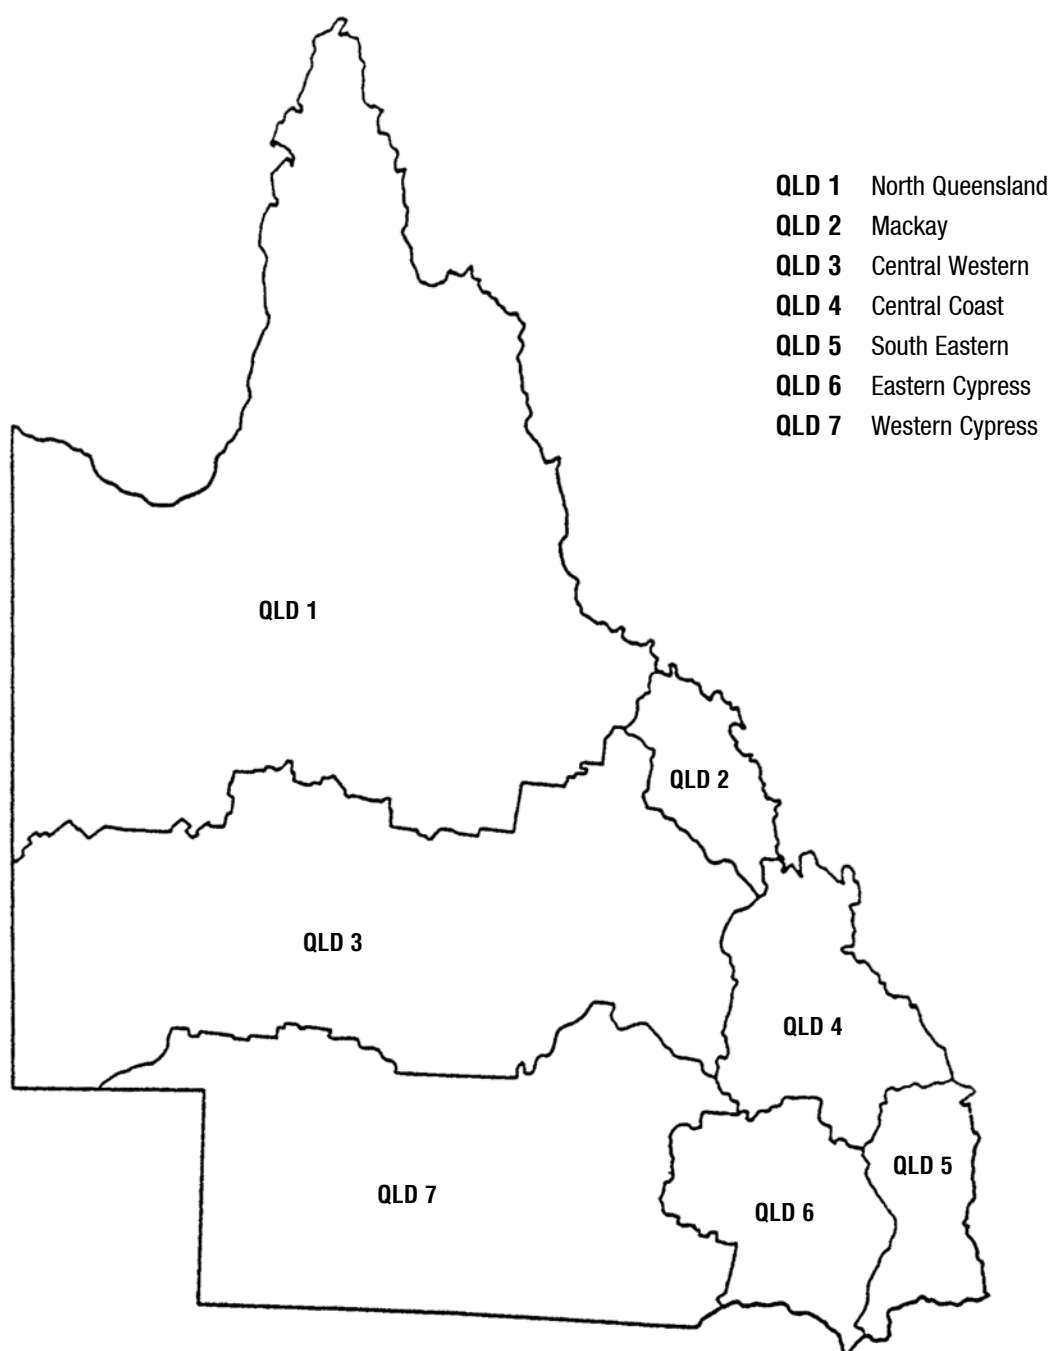 QLD 1 North Queensland
QLD 2 Mackay
QLD 3 Central Western
QLD 4 Central Coast
QLD 5 South Eastern
QLD 6 Eastern Cypress
QLD 7 Western Cypress
QLD 1
QLD 2
QLD 3
QLD 4
QLD 5
QLD 7
QLD 6